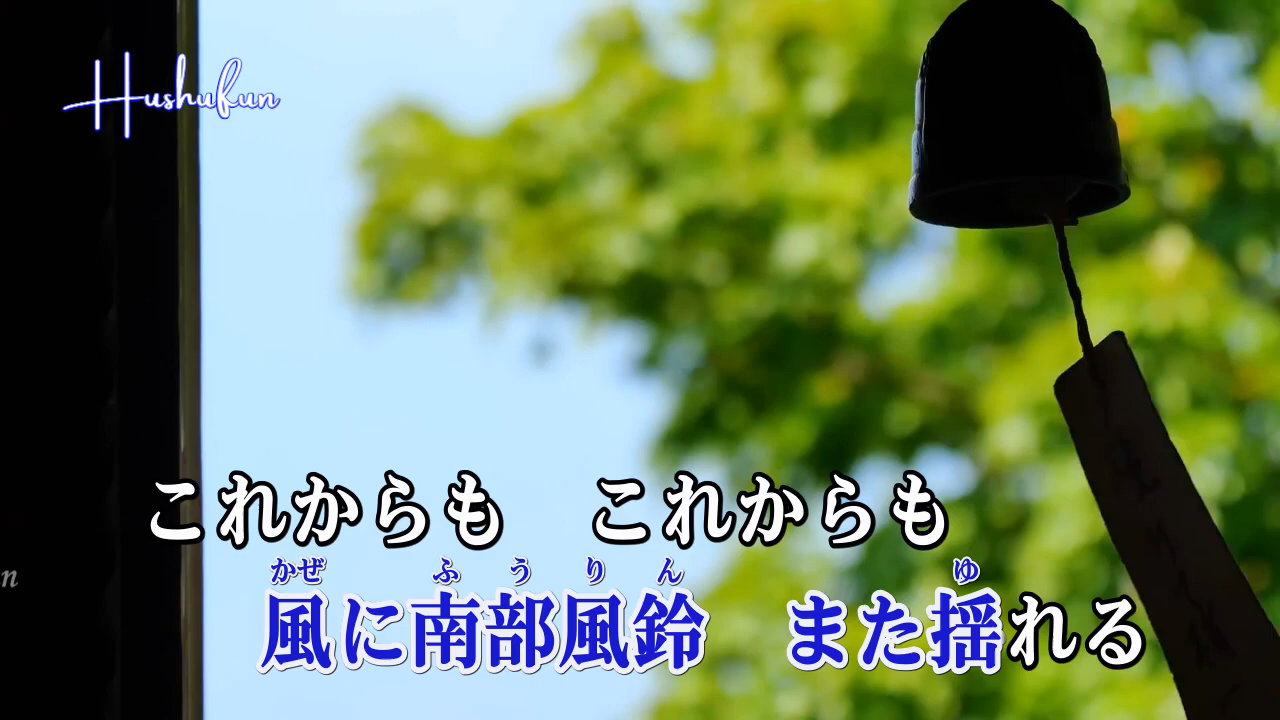 Hushufun
これからも　これからも
かぜ ふうりん ゆ
風に南部風鈴　また揺れる
n